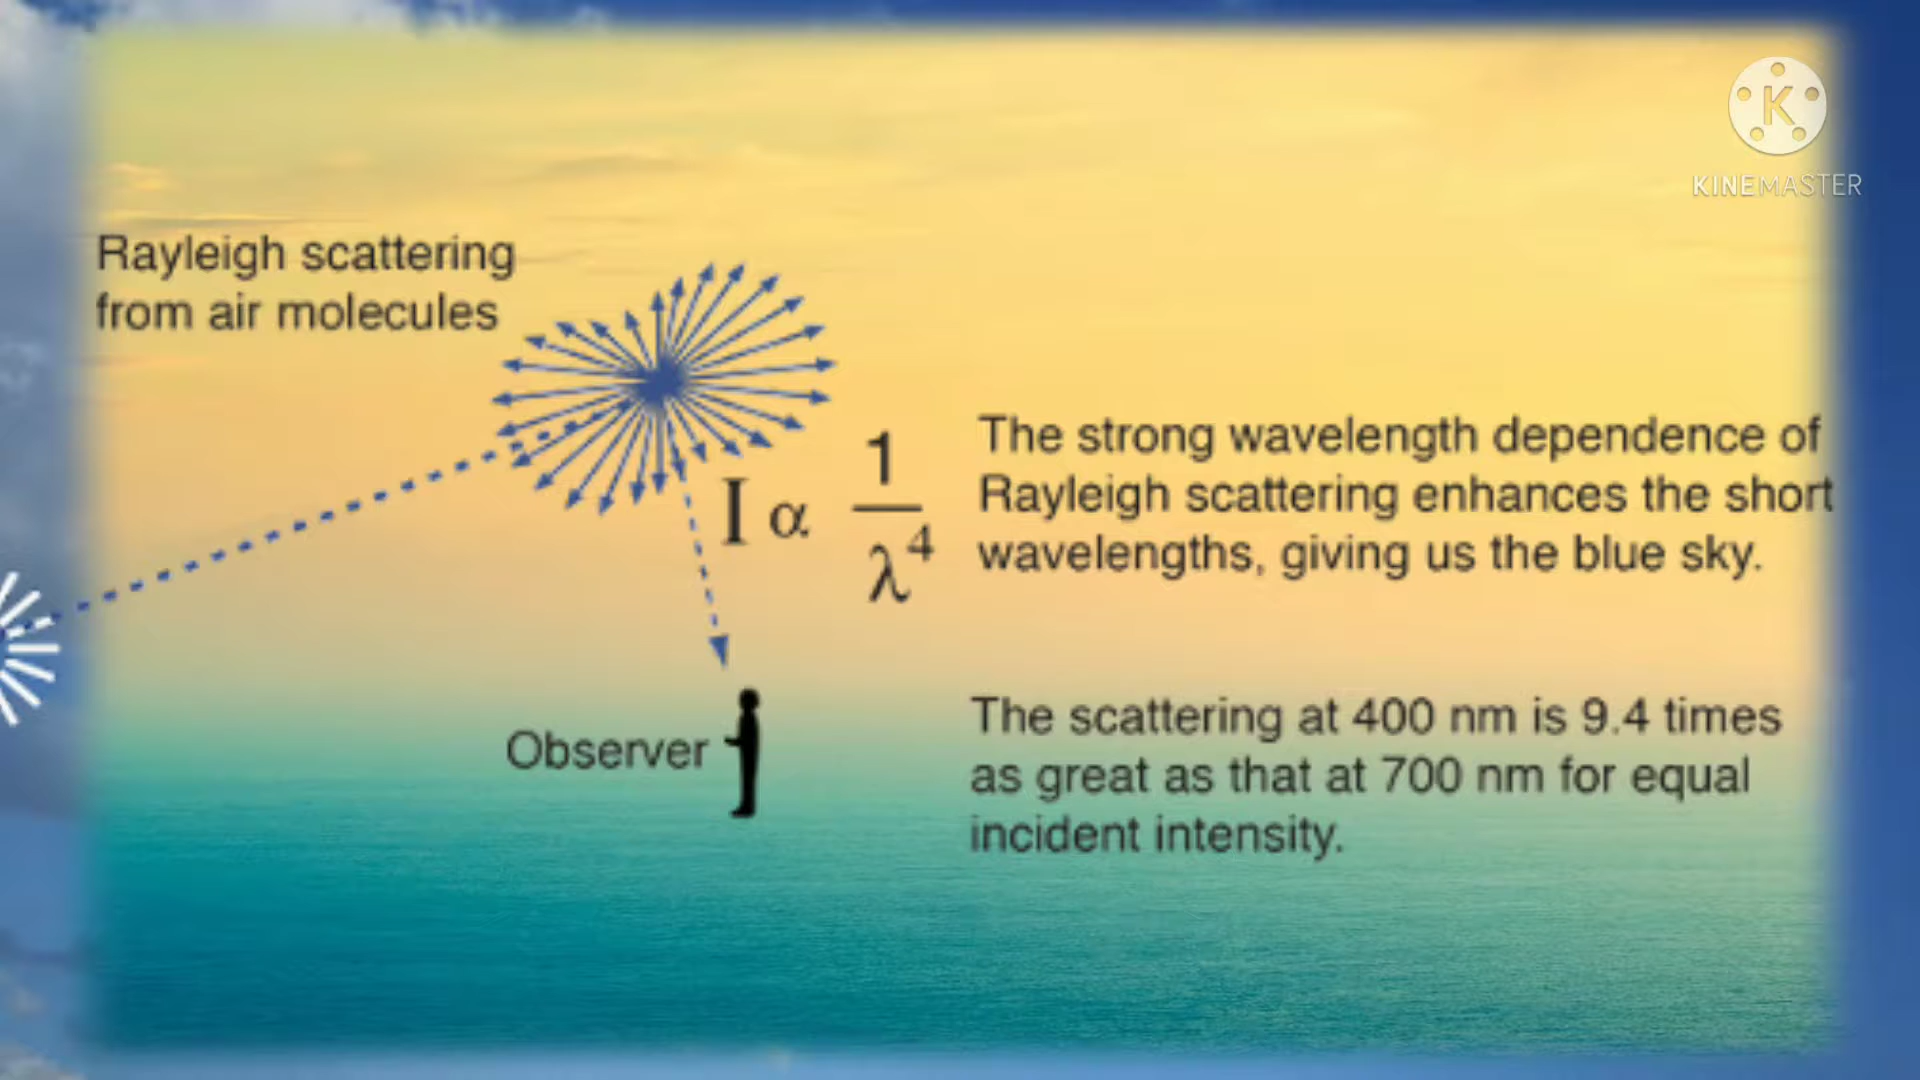 KINEMASTER
Rayleigh scattering
from air molecules
I α 1/λ⁴
The strong wavelength dependence of
Rayleigh scattering enhances the short
wavelengths, giving us the blue sky.
Observer
The scattering at 400 nm is 9.4 times
as great as that at 700 nm for equal
incident intensity.